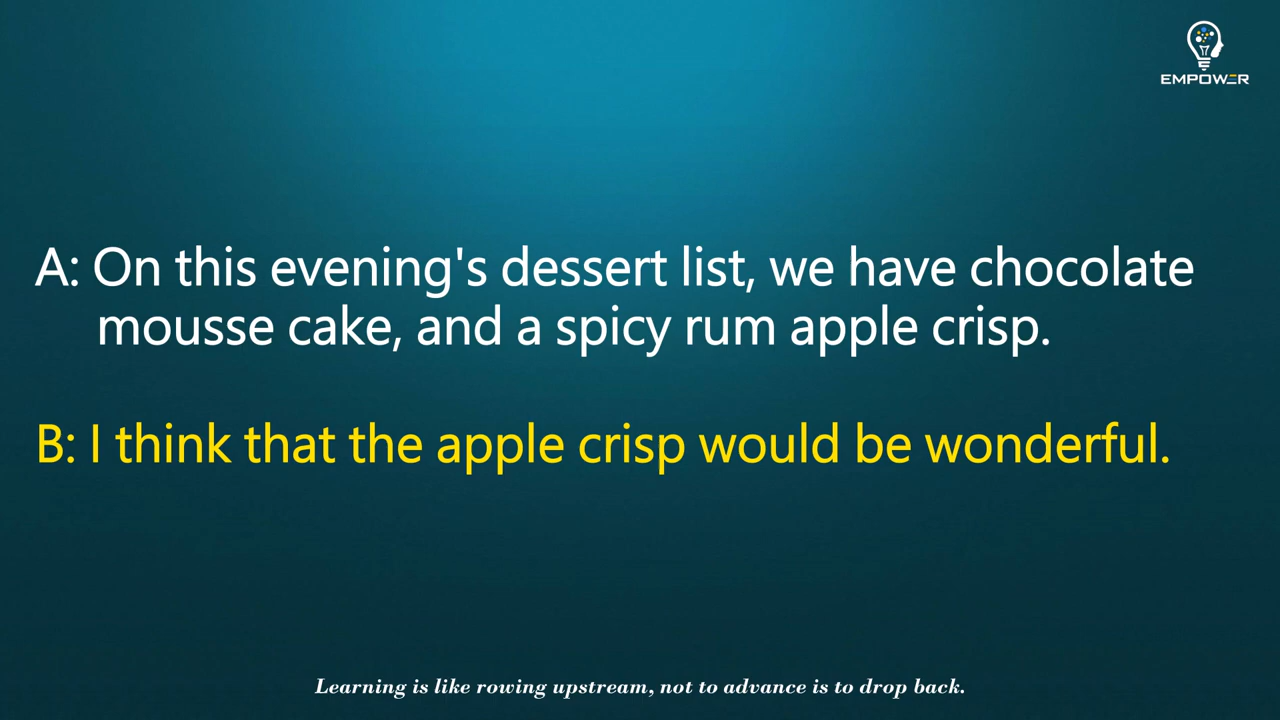 EMPOWER
A: On this evening's dessert list, we have chocolate
mousse cake, and a spicy rum apple crisp.
B: I think that the apple crisp would be wonderful.
Learning is like rowing upstream, not to advance is to drop back.